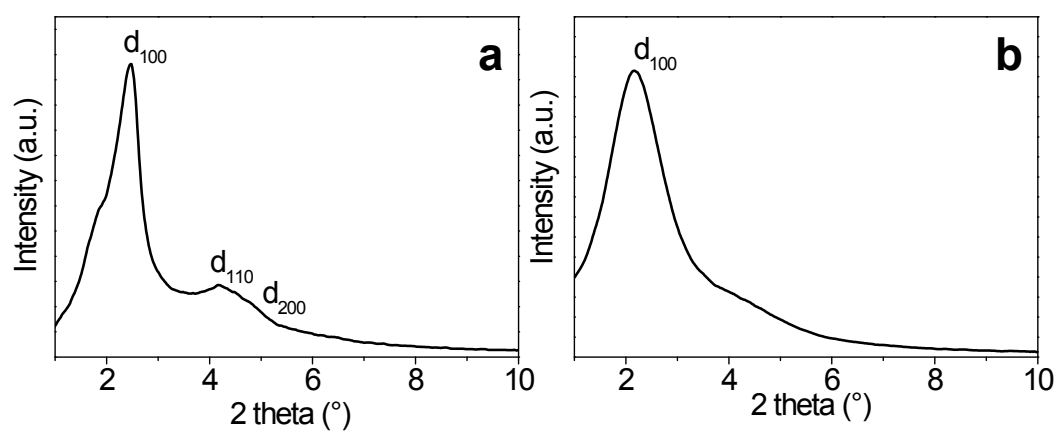 a
d100
d110
d200
Intensity (a.u.)
2 4 6 8 10
2 theta (°)
b
d100
Intensity (a.u.)
2 4 6 8 10
2 theta (°)